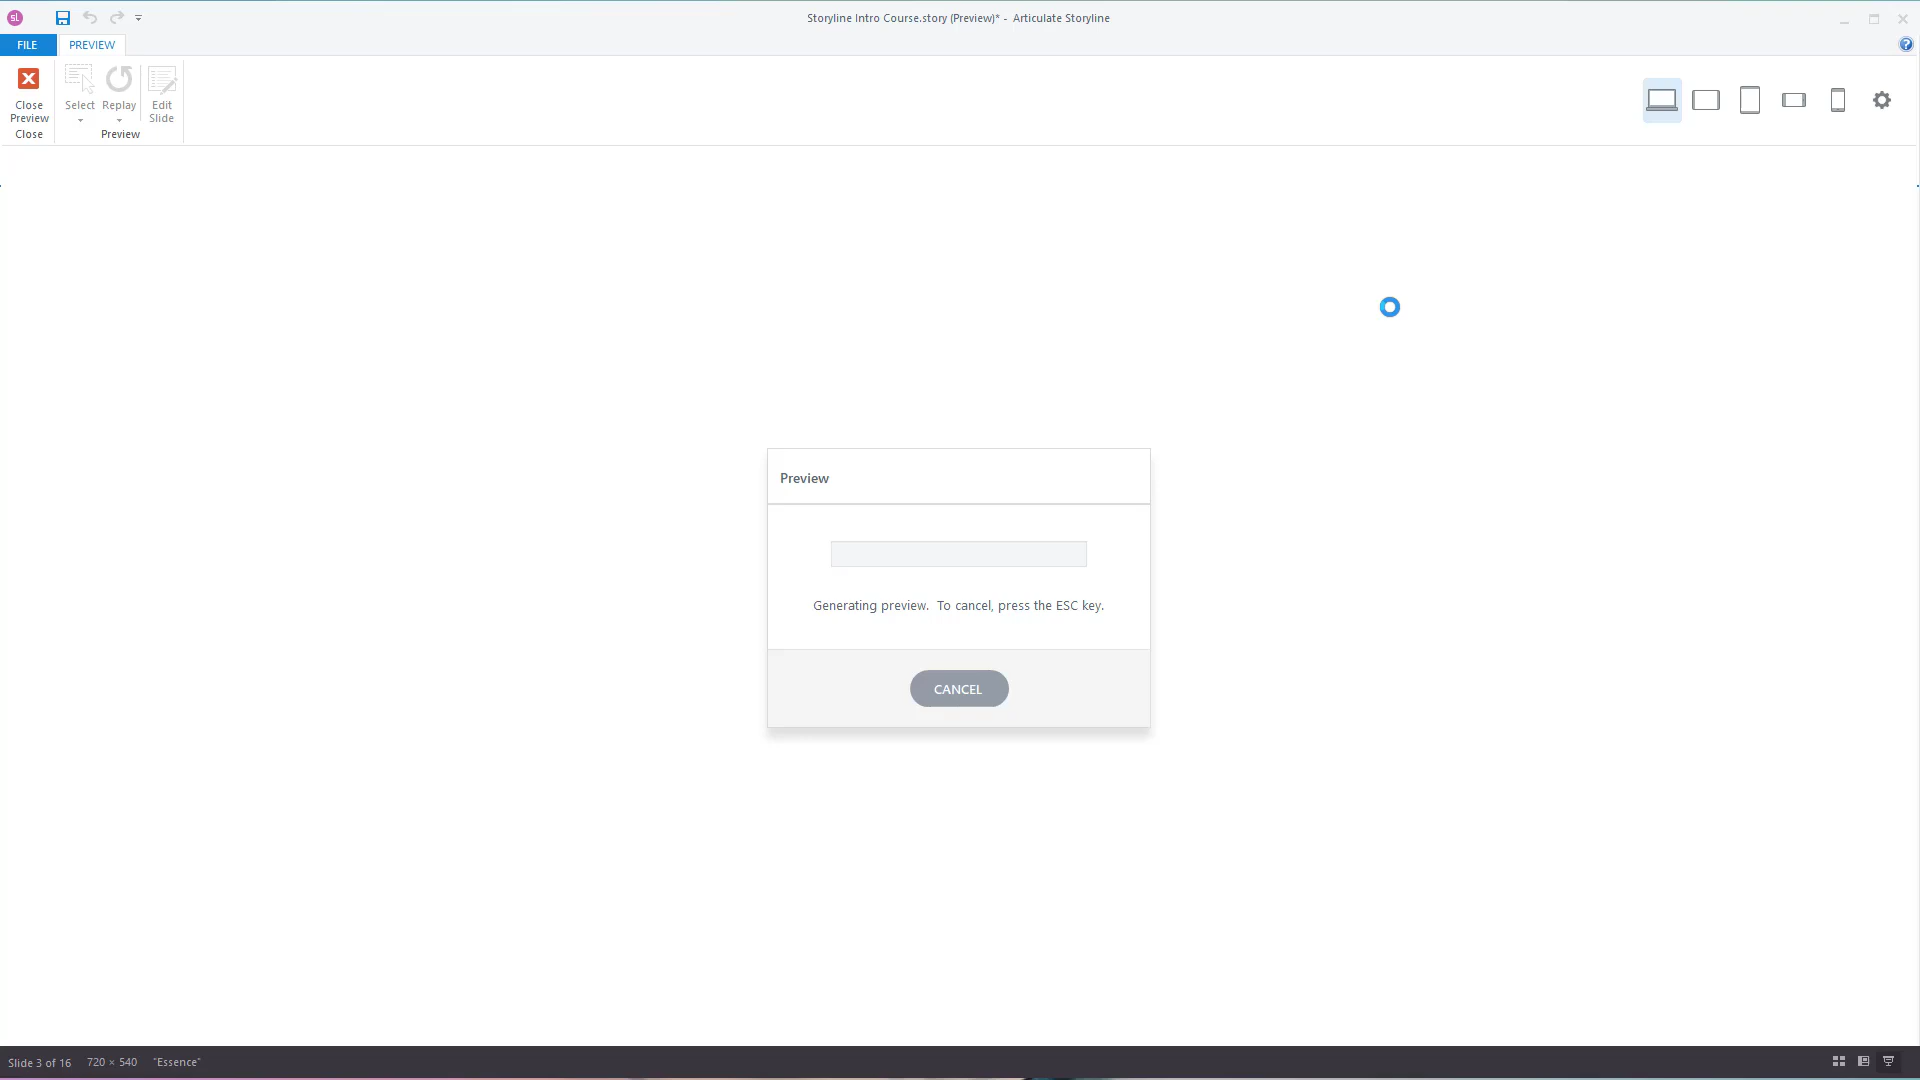 sl
Storyline Intro Course.story (Preview)* - Articulate Storyline
FILE
PREVIEW
?
Close
Preview
Select
Replay
Edit
Slide
Close
Preview
Preview
Generating preview.  To cancel, press the ESC key.
CANCEL
Slide 3 of 16
720 × 540
"Essence"